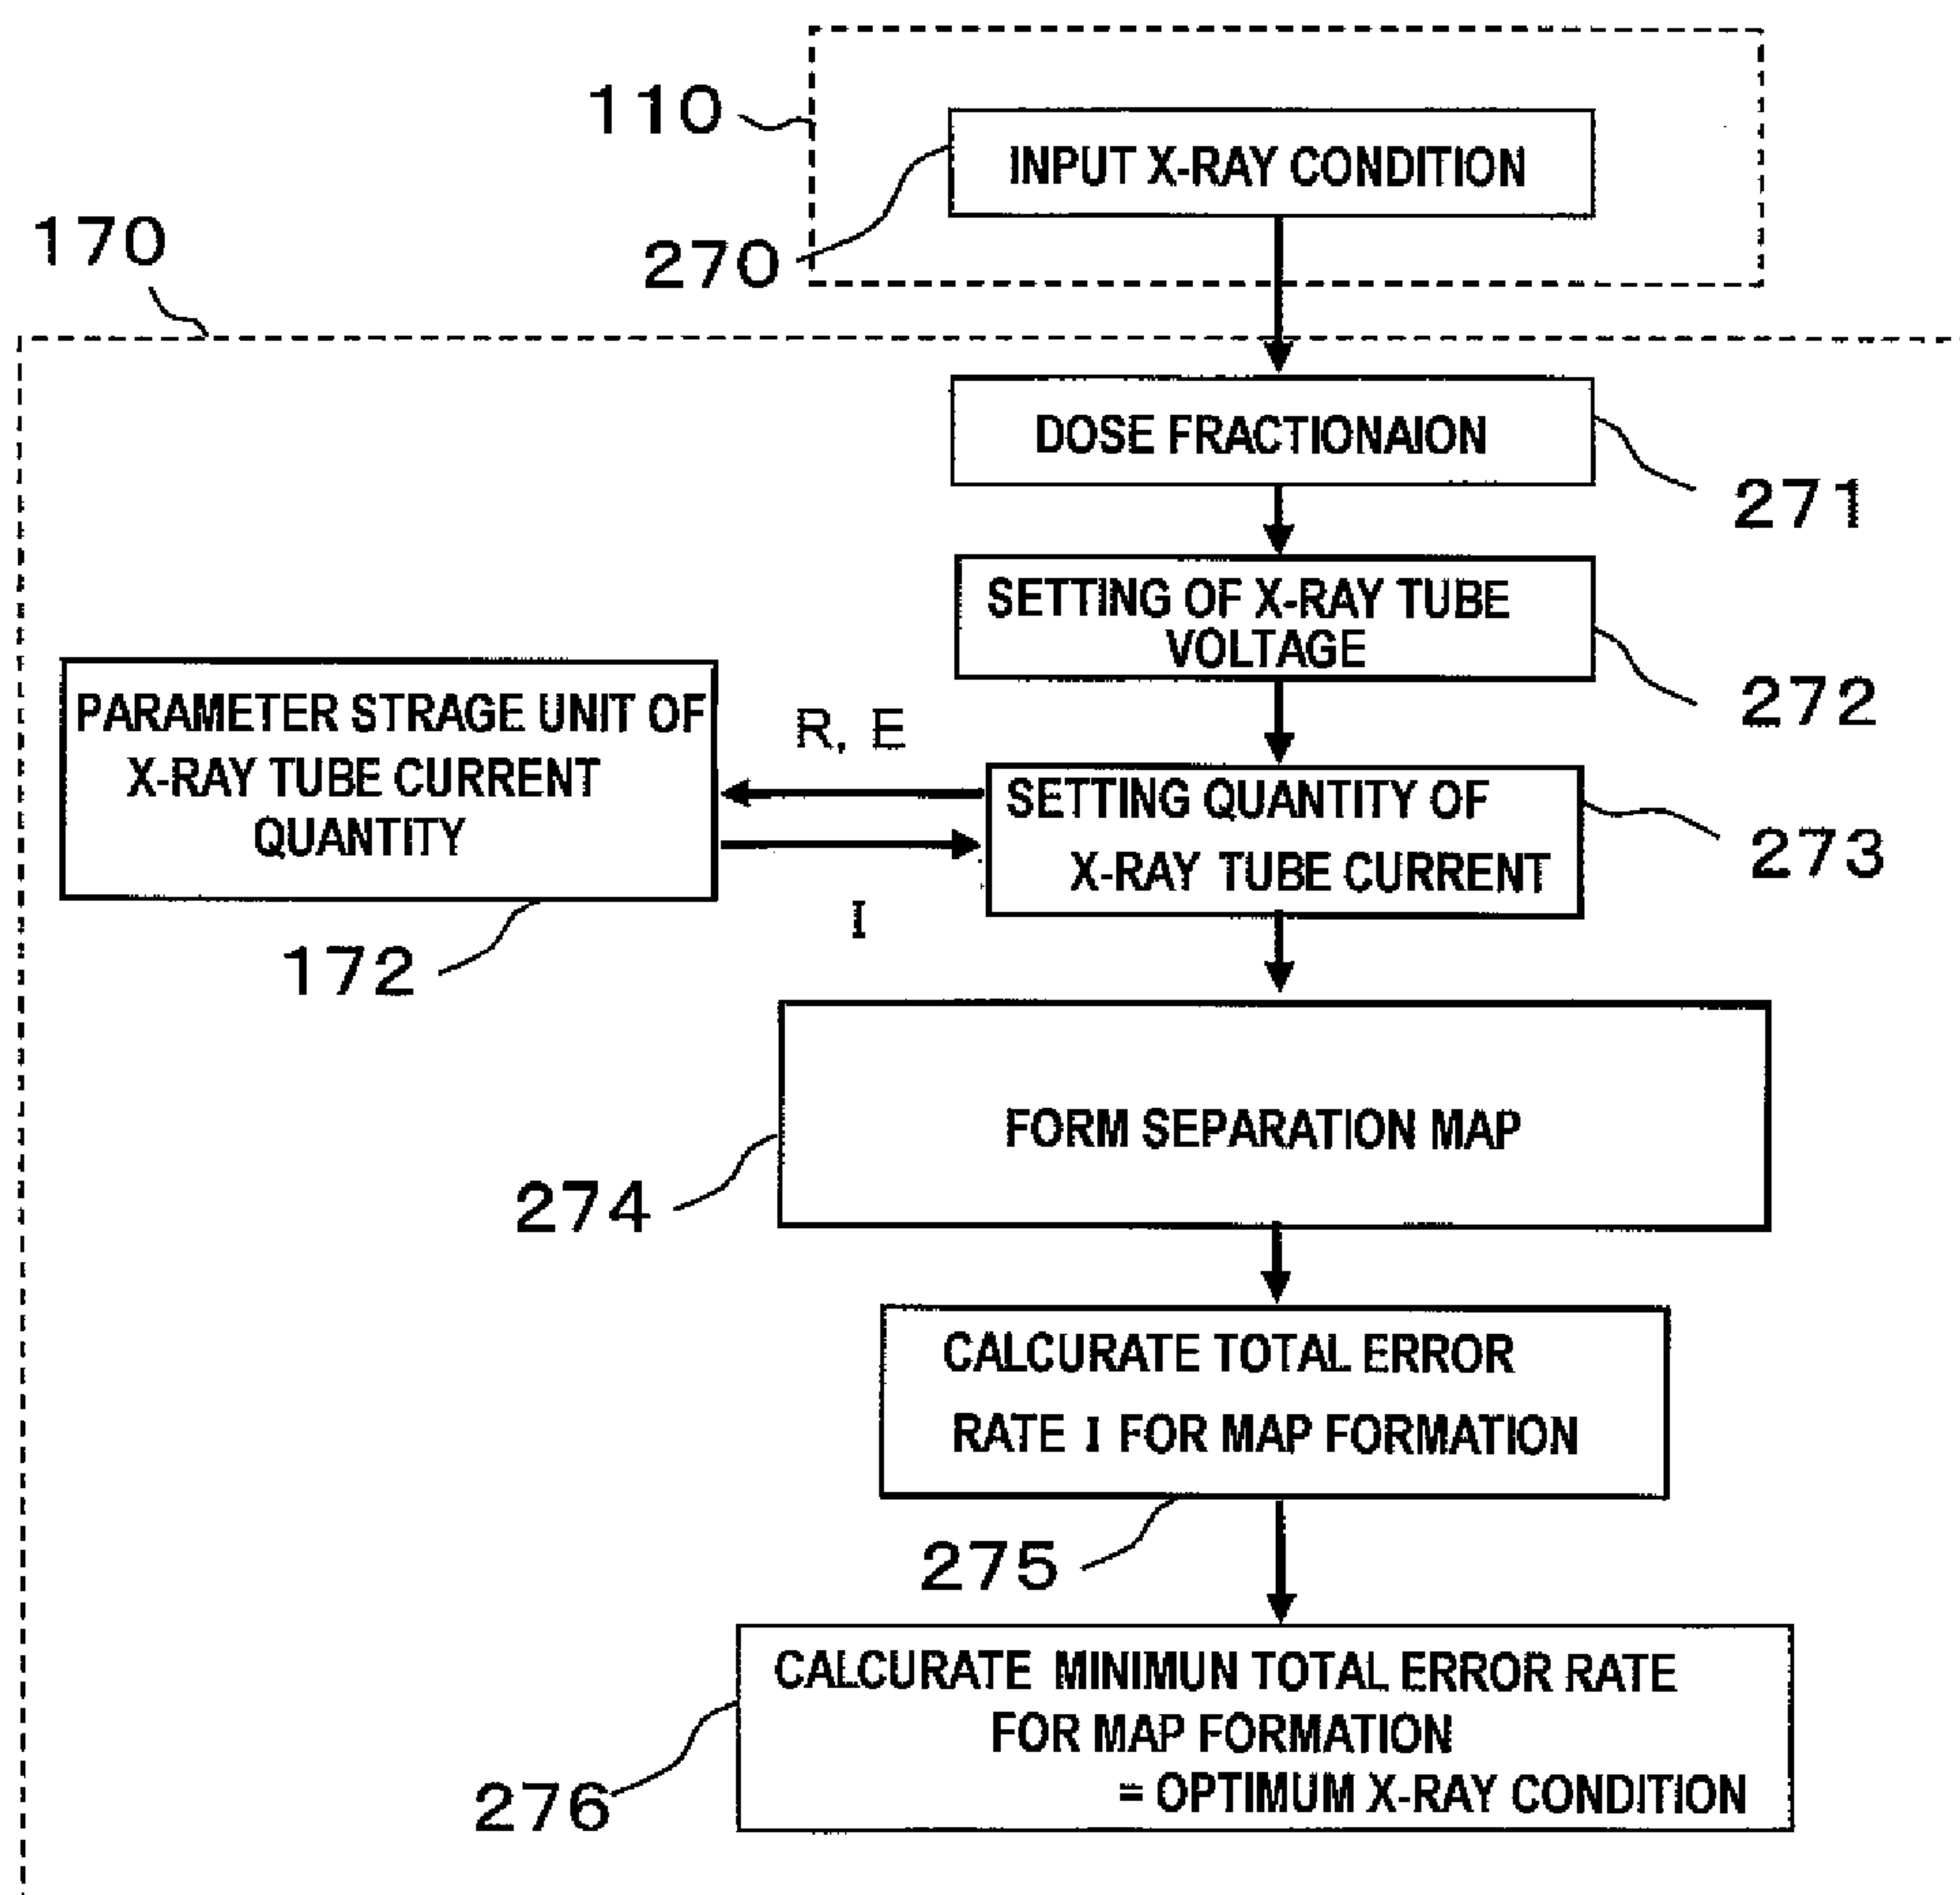 110
INPUT X-RAY CONDITION
270
170
DOSE FRACTIONAION
271
SETTING OF X-RAY TUBE
VOLTAGE
272
PARAMETER STRAGE UNIT OF
X-RAY TUBE CURRENT
QUANTITY
172
R, E
I
SETTING QUANTITY OF
X-RAY TUBE CURRENT
273
FORM SEPARATION MAP
274
CALCURATE TOTAL ERROR
RATE I FOR MAP FORMATION
275
CALCURATE MINIMUN TOTAL ERROR RATE
FOR MAP FORMATION
= OPTIMUM X-RAY CONDITION
276